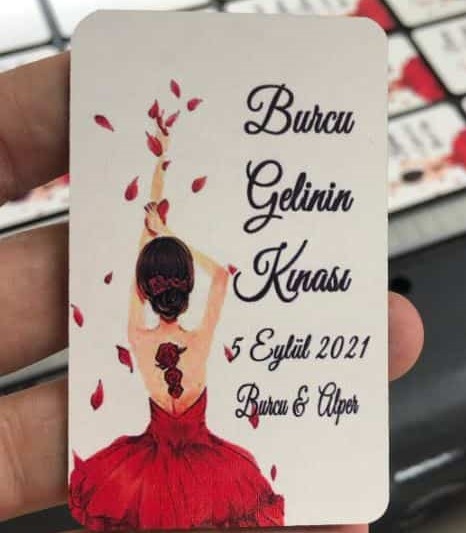 Burcu
Gelinin
Kınası
5 Eylül 2021
Burcu & Alper